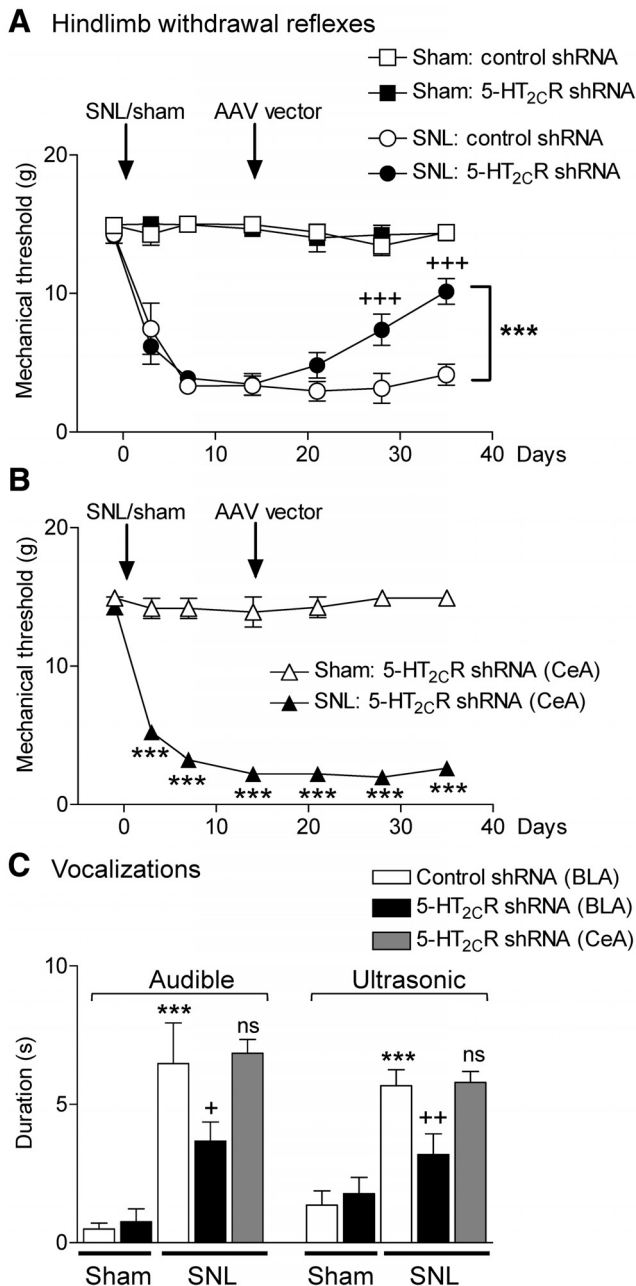 A Hindlimb withdrawal reflexes
Sham: control shRNA
Sham: 5-HT2CR shRNA
SNL: control shRNA
SNL: 5-HT2CR shRNA
SNL/sham AAV vector
20
10
0
Mechanical threshold (g)
+++
+++
***
0 10 20 30 40 Days
B
SNL/sham AAV vector
20
10
0
Mechanical threshold (g)
Sham: 5-HT2CR shRNA (CeA)
SNL: 5-HT2CR shRNA (CeA)
*** *** *** *** *** ***
0 10 20 30 40 Days
C Vocalizations
Control shRNA (BLA)
5-HT2CR shRNA (BLA)
5-HT2CR shRNA (CeA)
10
5
0
Duration (s)
Audible Ultrasonic
*** + ns *** ++ ns
Sham SNL Sham SNL